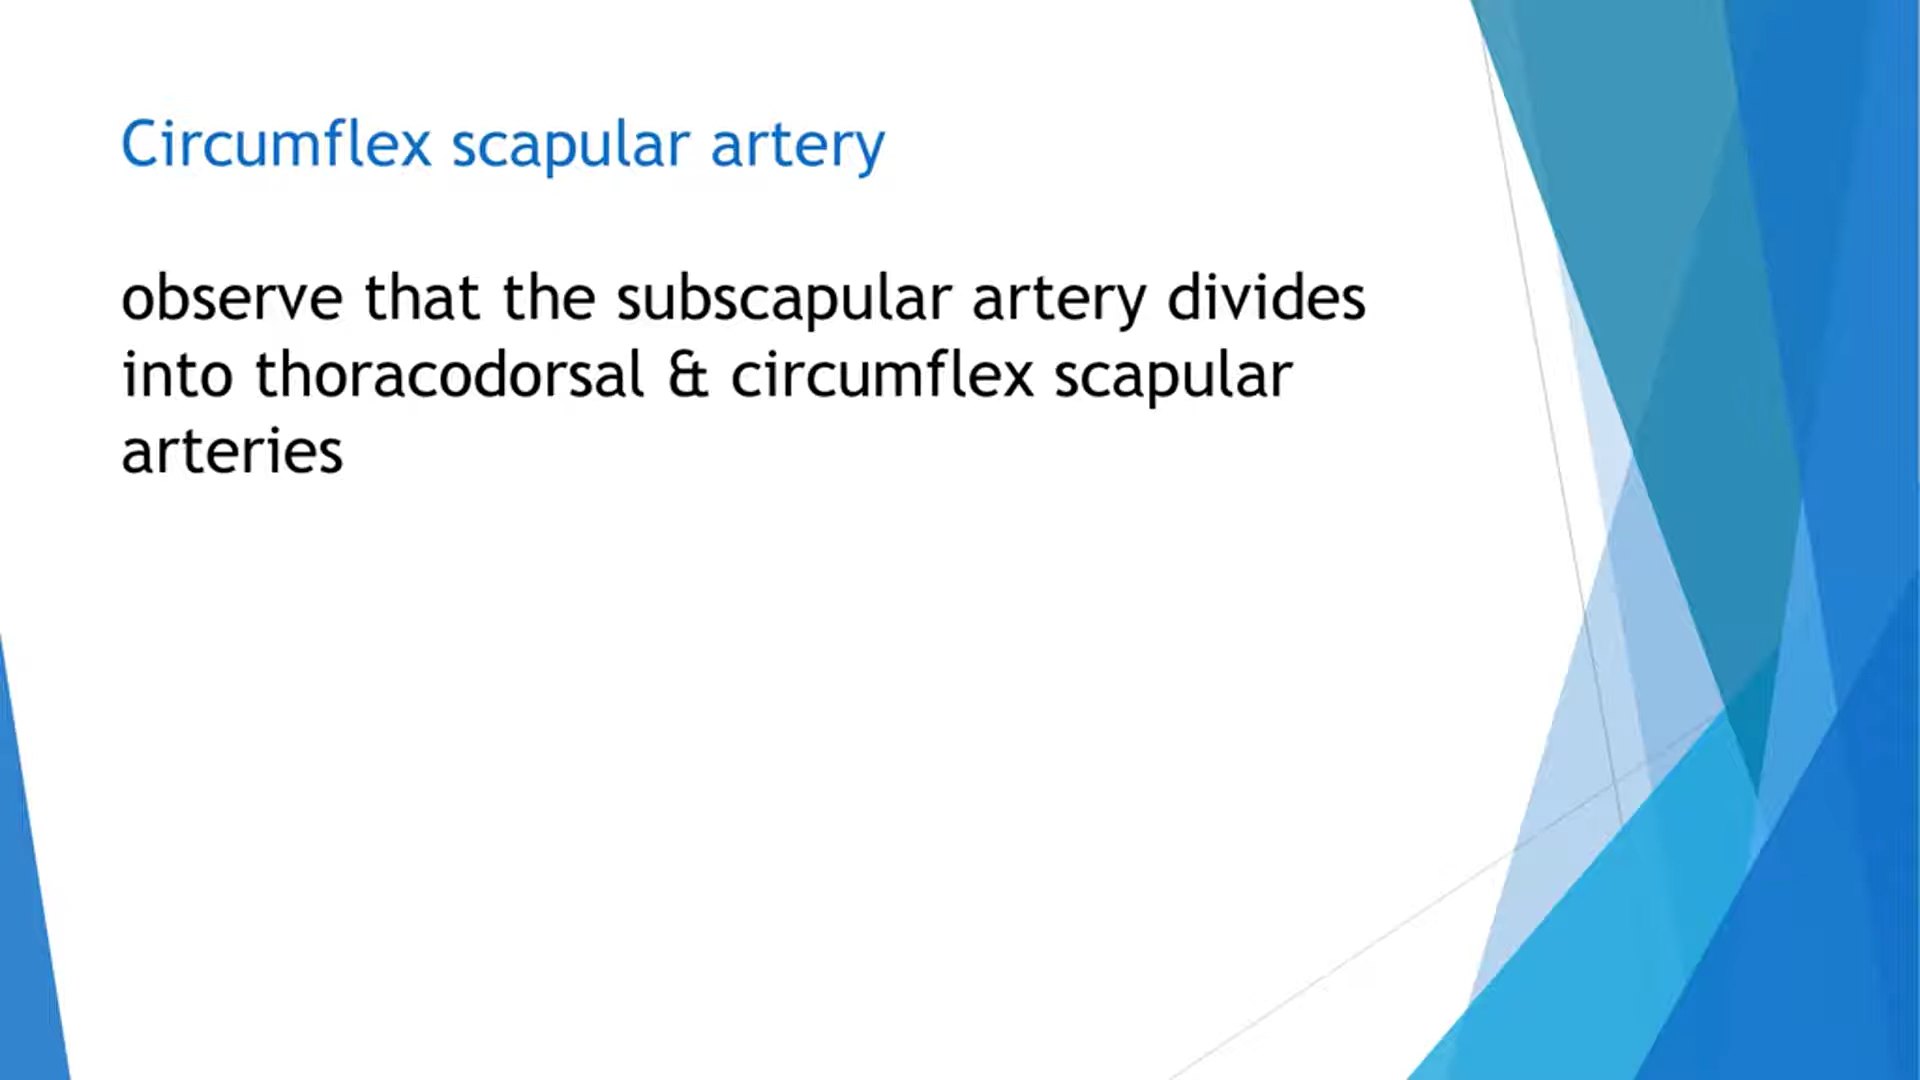 Circumflex scapular artery
observe that the subscapular artery divides
into thoracodorsal & circumflex scapular
arteries